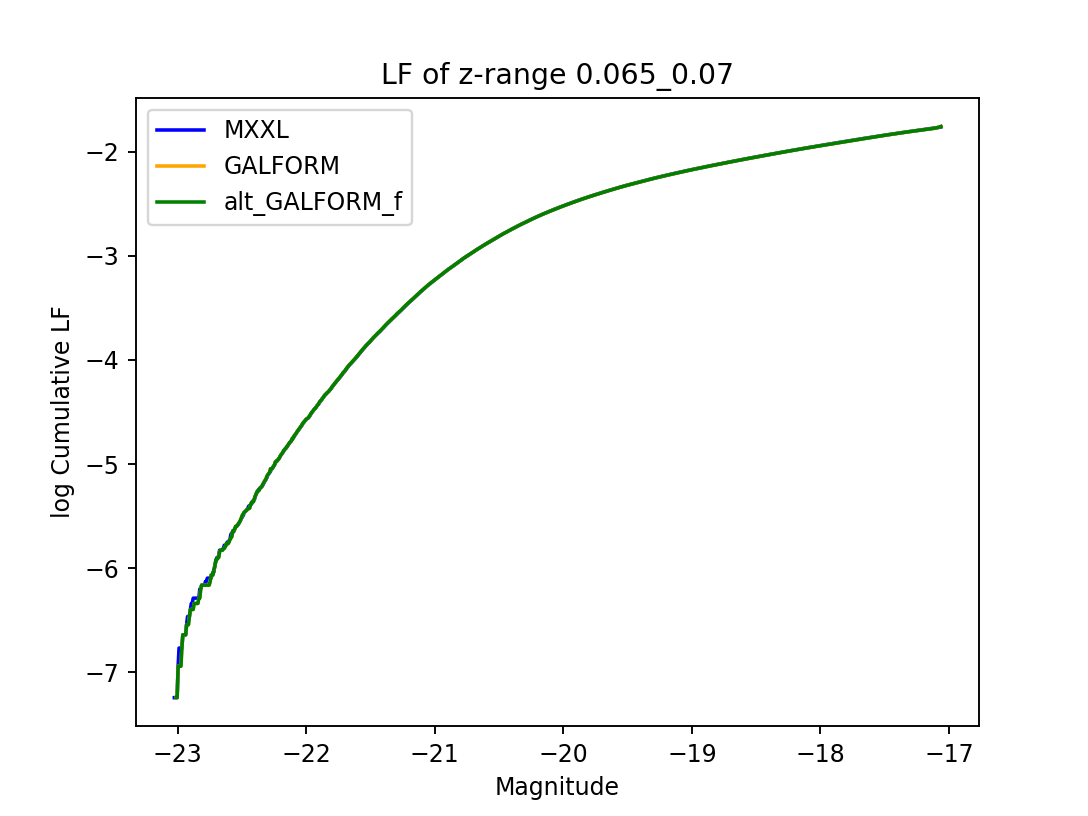 LF of z-range 0.065_0.07
MXXL
GALFORM
alt_GALFORM_f
log Cumulative LF
−2
−3
−4
−5
−6
−7
−23
−22
−21
−20
−19
−18
−17
Magnitude